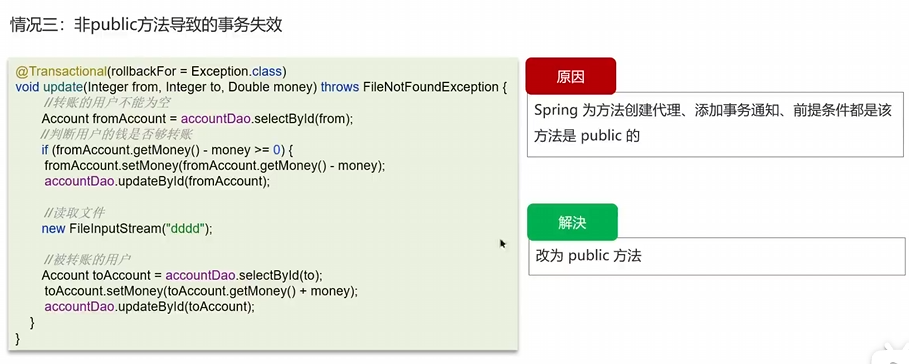 情况三：非public方法导致的事务失效
@Transactional(rollbackFor = Exception.class)
void update(Integer from, Integer to, Double money) throws FileNotFoundException {
//转账的用户不能为空
Account fromAccount = accountDao.selectById(from);
//判断用户的钱是否够转账
if (fromAccount.getMoney() - money >= 0) {
fromAccount.setMoney(fromAccount.getMoney() - money);
accountDao.updateById(fromAccount);
//读取文件
new FileInputStream("dddd");
//被转账的用户
Account toAccount = accountDao.selectById(to);
toAccount.setMoney(toAccount.getMoney() + money);
accountDao.updateById(toAccount);
}
}
原因
Spring 为方法创建代理、添加事务通知、前提条件都是该
方法是 public 的
解决
改为 public 方法